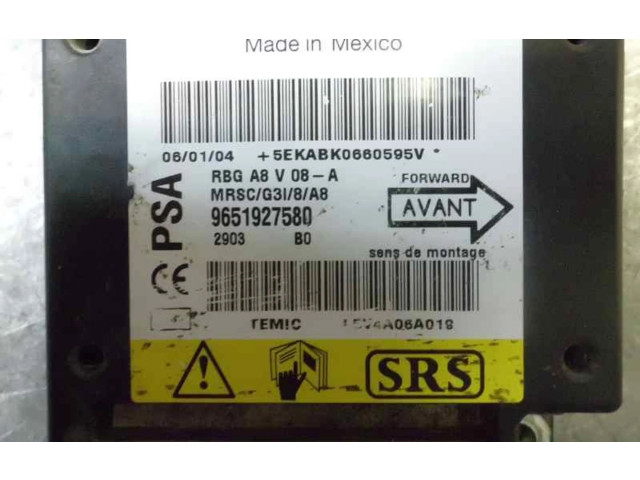 Made in Mexico
06/01/04 +5EKABK0660595V *
PSA
RBG A8 V 08-A
MRSC/G3I/8/A8
9651927580
2903 B0
FORWARD
AVANT
sens de montage
CE
TEMIC
SRS